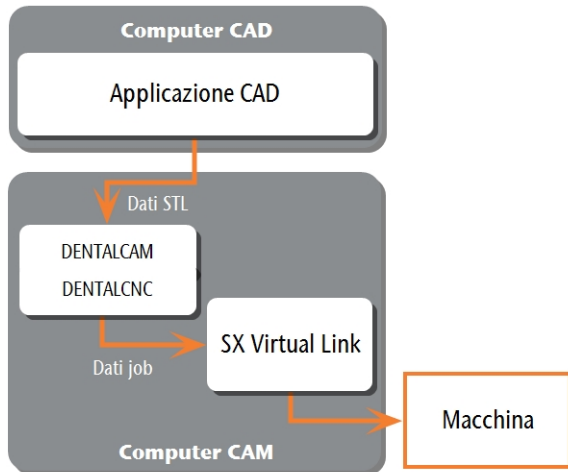 Computer CAD
Applicazione CAD
Dati STL
DENTALCAM
DENTALCNC
SX Virtual Link
Dati job
Macchina
Computer CAM